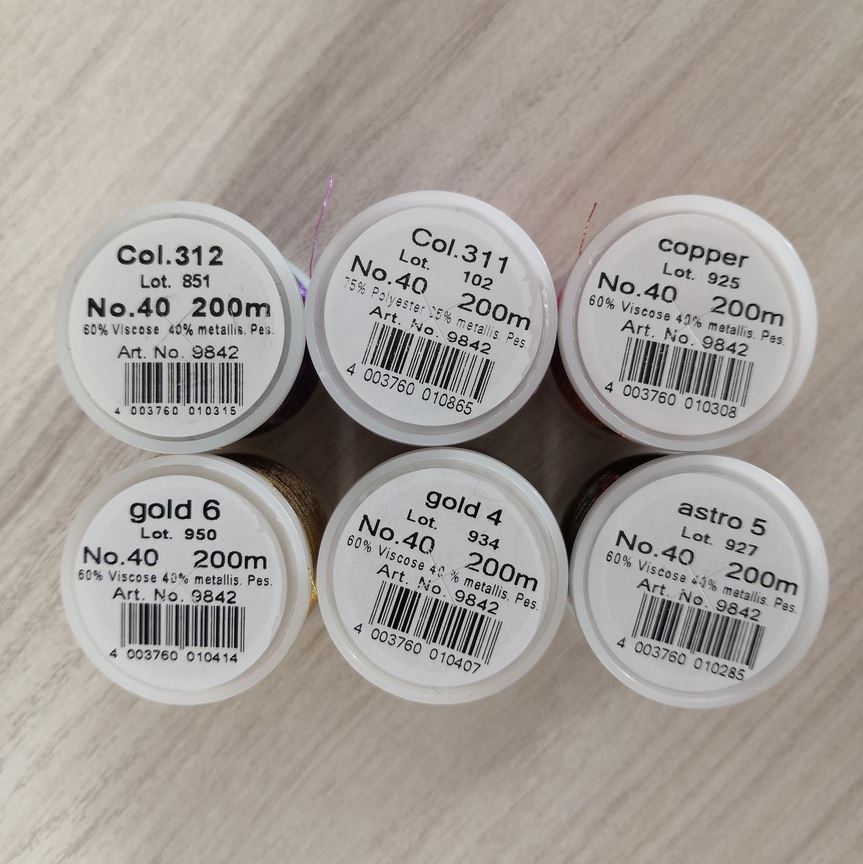 Col.312
Lot. 851
No.40 200m
60% Viscose 40% metallis. Pes.
Art. No. 9842
4 003760 010315
Col.311
Lot. 102
No.40 200m
75% Polyester 25% metallis. Pes.
Art. No. 9842
4 003760 010865
copper
Lot. 925
No.40 200m
60% Viscose 40% metallis. Pes.
Art. No. 9842
4 003760 010308
gold 6
Lot. 950
No.40 200m
60% Viscose 40% metallis. Pes.
Art. No. 9842
4 003760 010414
gold 4
Lot. 934
No.40 200m
60% Viscose 40% metallis. Pes.
Art. No. 9842
4 003760 010407
astro 5
Lot. 927
No.40 200m
60% Viscose 40% metallis. Pes.
Art. No. 9842
4 003760 010285